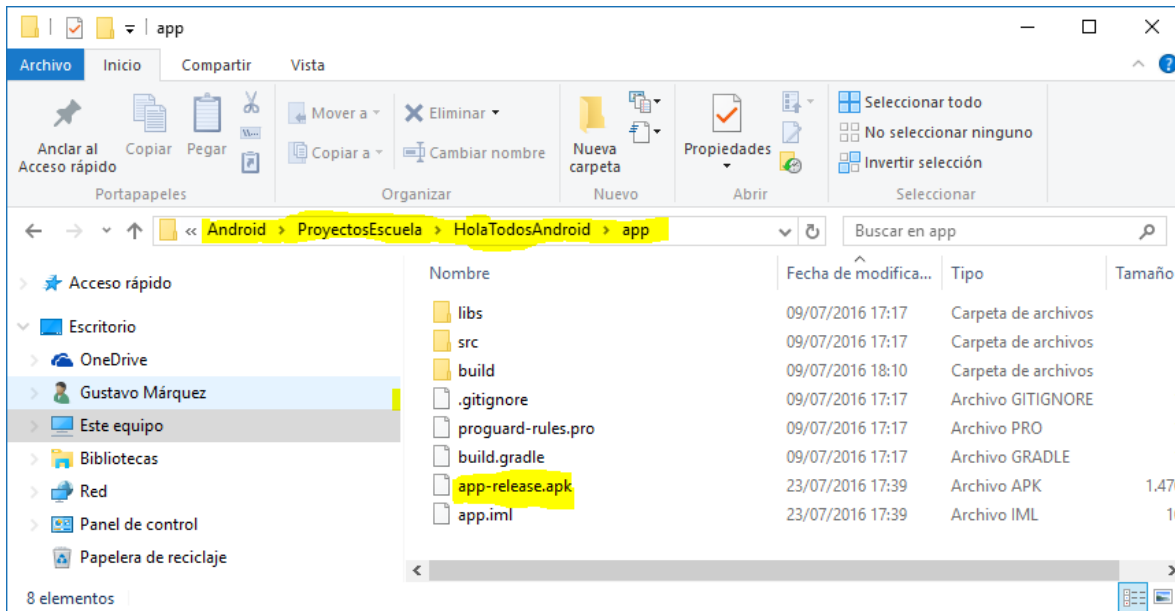 app
Archivo Inicio Compartir Vista
Anclar al Acceso rápido
Copiar
Pegar
Mover a
Copiar a
Eliminar
Cambiar nombre
Nueva carpeta
Propiedades
Seleccionar todo
No seleccionar ninguno
Invertir selección
Portapapeles Organizar Nuevo Abrir Seleccionar
« Android > ProyectosEscuela > HolaTodosAndroid > app
Buscar en app
Acceso rápido
Escritorio
OneDrive
Gustavo Márquez
Este equipo
Bibliotecas
Red
Panel de control
Papelera de reciclaje
Nombre Fecha de modifica... Tipo Tamaño
libs 09/07/2016 17:17 Carpeta de archivos
src 09/07/2016 17:17 Carpeta de archivos
build 09/07/2016 18:10 Carpeta de archivos
.gitignore 09/07/2016 17:17 Archivo GITIGNORE
proguard-rules.pro 09/07/2016 17:17 Archivo PRO
build.gradle 09/07/2016 17:17 Archivo GRADLE
app-release.apk 23/07/2016 17:39 Archivo APK
app.iml 23/07/2016 17:39 Archivo IML
8 elementos